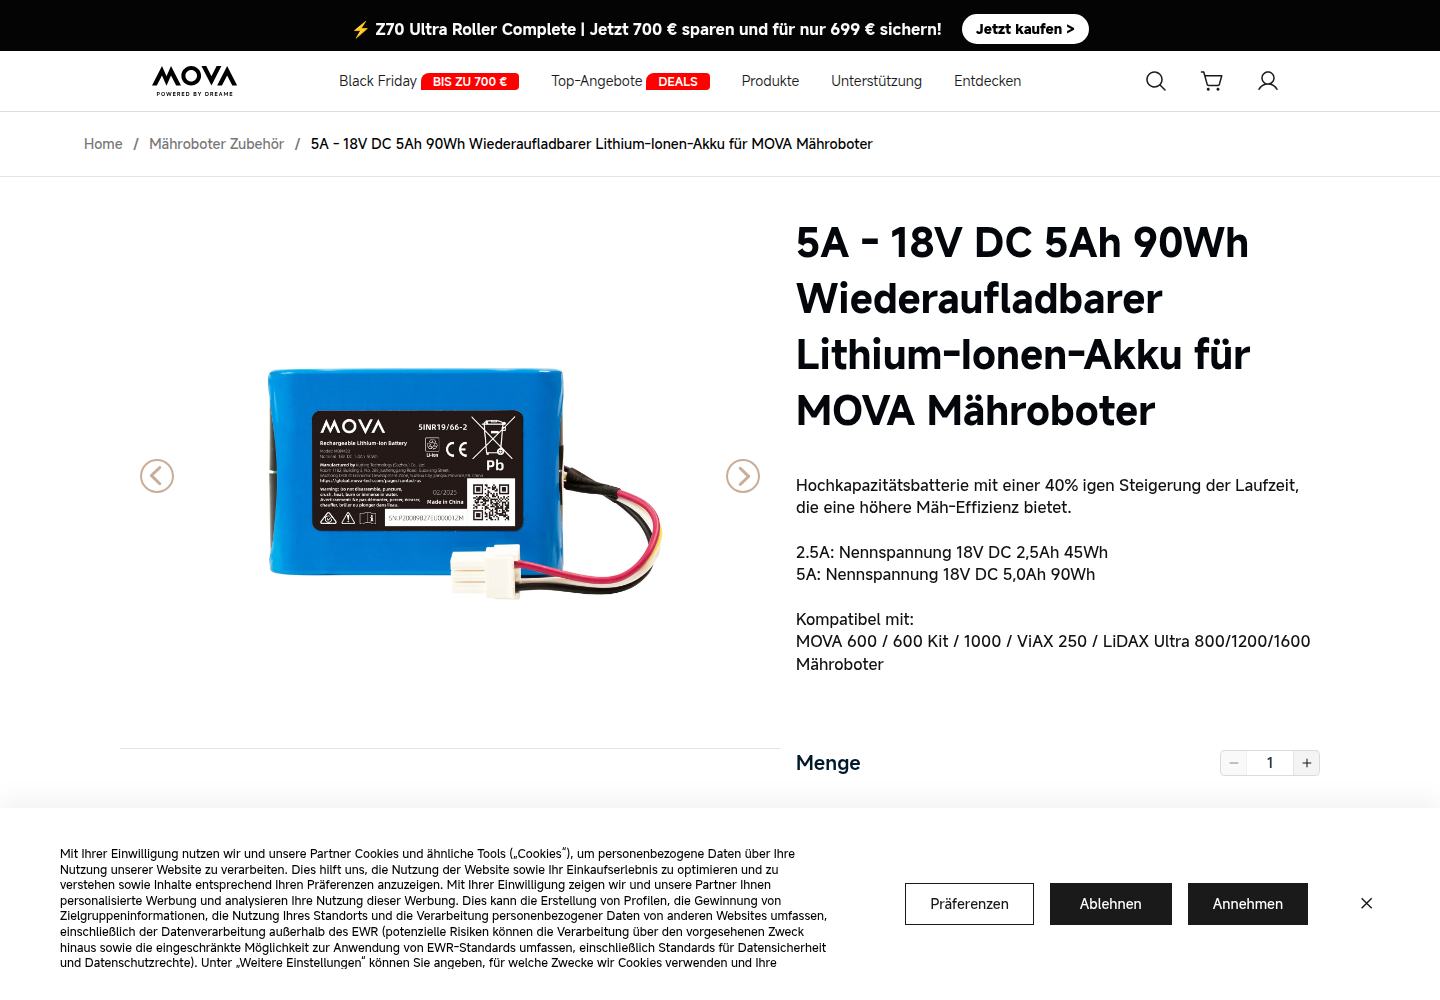 ⚡ Z70 Ultra Roller Complete | Jetzt 700 € sparen und für nur 699 € sichern!
Jetzt kaufen >
MOVA
POWERED BY DREAME
Black Friday
BIS ZU 700 €
Top-Angebote
DEALS
Produkte
Unterstützung
Entdecken
Home / Mähroboter Zubehör / 5A - 18V DC 5Ah 90Wh Wiederaufladbarer Lithium-Ionen-Akku für MOVA Mähroboter
MOVA
5INR19/66-2
Rechargeable Lithium-Ion Battery
Li-ion
CE
Pb
02/2025
Made in China
5A - 18V DC 5Ah 90Wh
Wiederaufladbarer
Lithium-Ionen-Akku für
MOVA Mähroboter
Hochkapazitätsbatterie mit einer 40% igen Steigerung der Laufzeit,
die eine höhere Mäh-Effizienz bietet.
2.5A: Nennspannung 18V DC 2,5Ah 45Wh
5A: Nennspannung 18V DC 5,0Ah 90Wh
Kompatibel mit:
MOVA 600 / 600 Kit / 1000 / ViAX 250 / LiDAX Ultra 800/1200/1600
Mähroboter
Menge
− 1 +
Mit Ihrer Einwilligung nutzen wir und unsere Partner Cookies und ähnliche Tools („Cookies“), um personenbezogene Daten über Ihre
Nutzung unserer Website zu verarbeiten. Dies hilft uns, die Nutzung der Website sowie Ihr Einkaufserlebnis zu optimieren und zu
verstehen sowie Inhalte entsprechend Ihren Präferenzen anzuzeigen. Mit Ihrer Einwilligung zeigen wir und unsere Partner Ihnen
personalisierte Werbung und analysieren Ihre Nutzung dieser Werbung. Dies kann die Erstellung von Profilen, die Gewinnung von
Zielgruppeninformationen, die Nutzung Ihres Standorts und die Verarbeitung personenbezogener Daten von anderen Websites umfassen,
einschließlich der Datenverarbeitung außerhalb des EWR (potenzielle Risiken können die Verarbeitung über den vorgesehenen Zweck
hinaus sowie die eingeschränkte Möglichkeit zur Anwendung von EWR-Standards umfassen, einschließlich Standards für Datensicherheit
und Datenschutzrechte). Unter „Weitere Einstellungen“ können Sie angeben, für welche Zwecke wir Cookies verwenden und Ihre
Präferenzen
Ablehnen
Annehmen